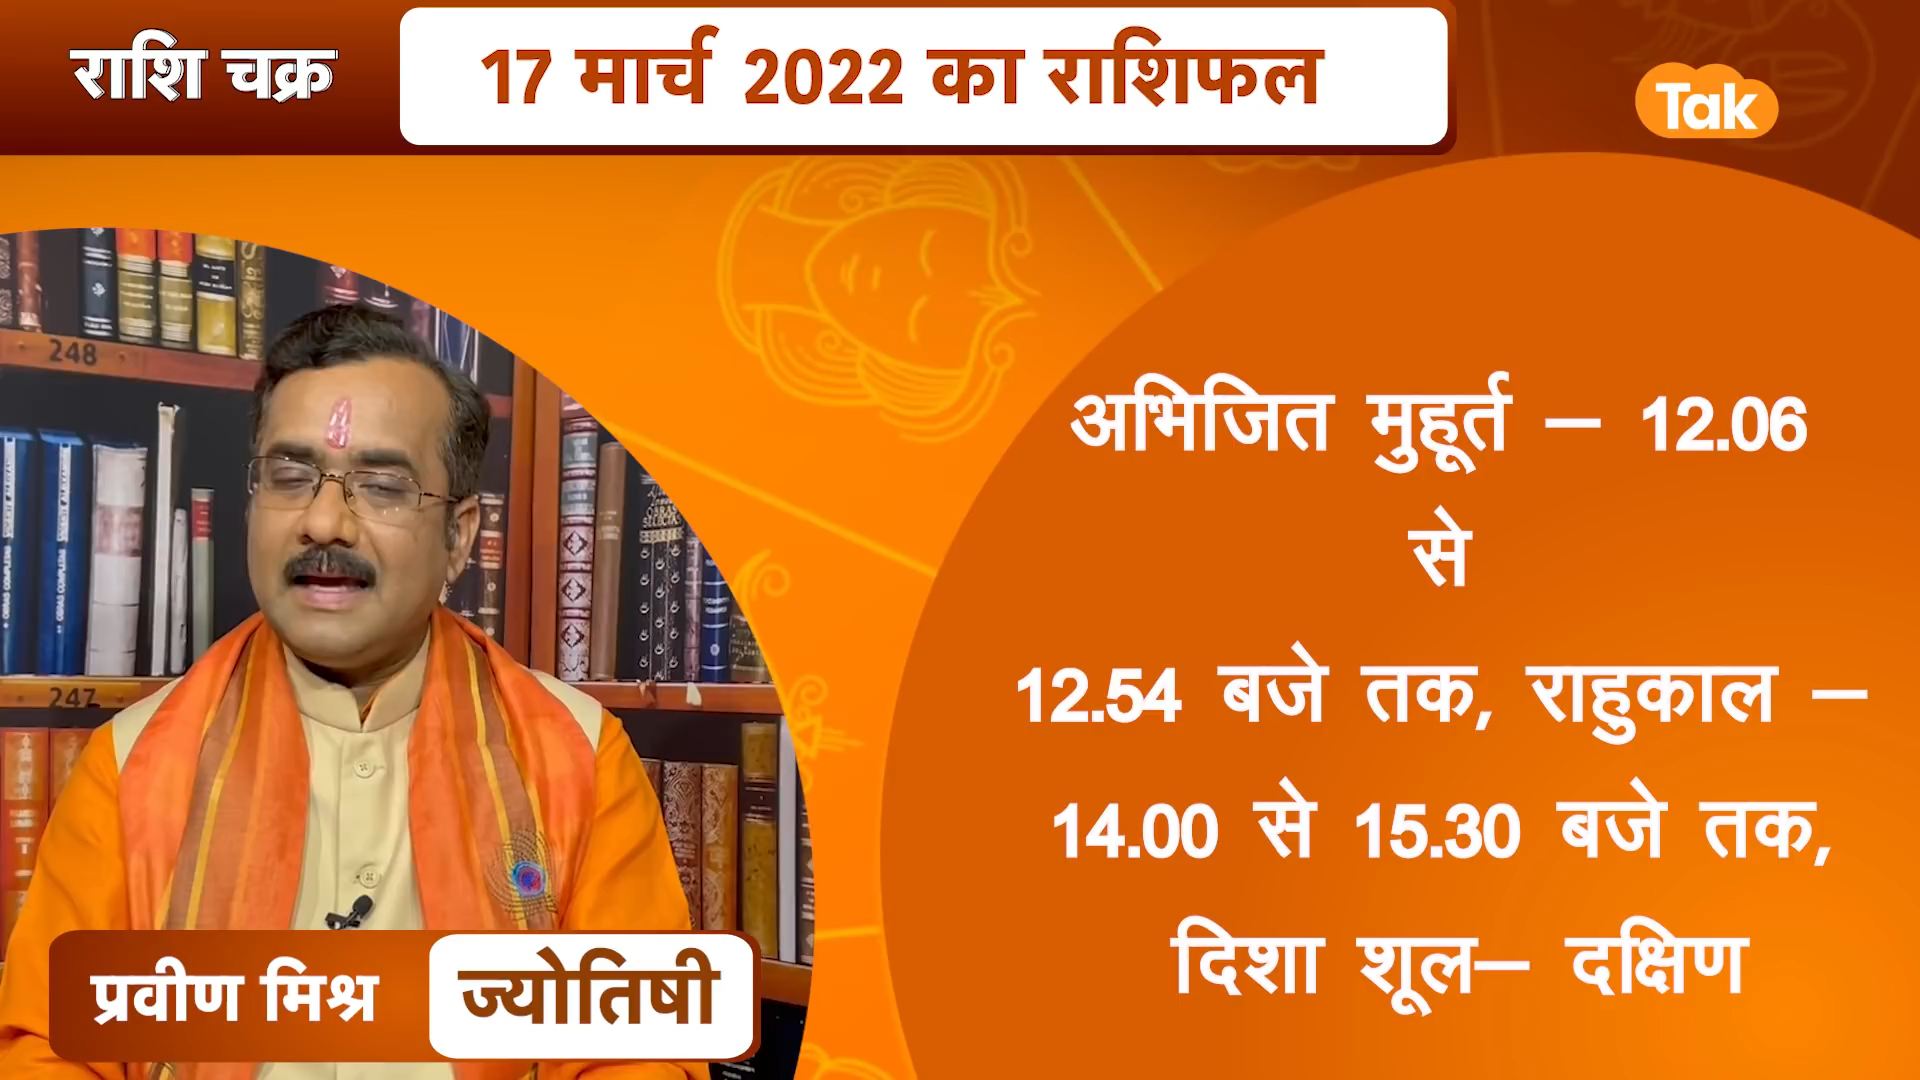 राशि चक्र
17 मार्च 2022 का राशिफल
Tak
248
247
अभिजित मुहूर्त – 12.06
से
12.54 बजे तक, राहुकाल –
14.00 से 15.30 बजे तक,
दिशा शूल– दक्षिण
प्रवीण मिश्र
ज्योतिषी